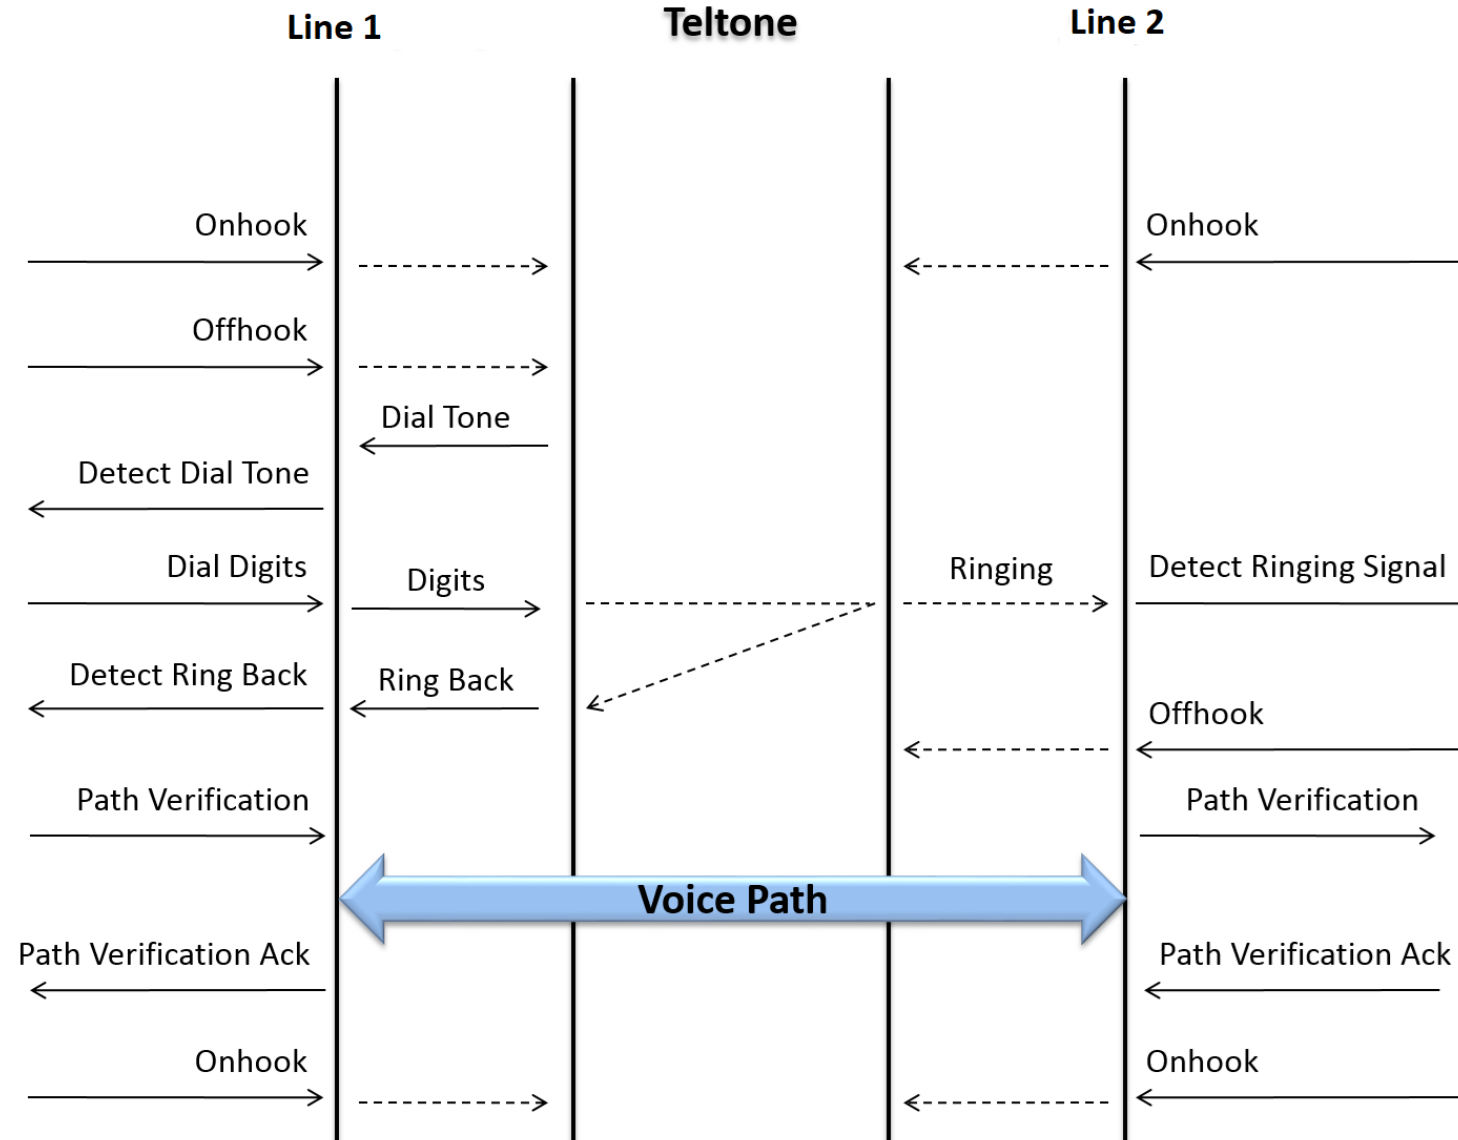 Line 1
Teltone
Line 2
Onhook
Onhook
Offhook
Dial Tone
Detect Dial Tone
Dial Digits
Digits
Ringing
Detect Ringing Signal
Detect Ring Back
Ring Back
Offhook
Path Verification
Path Verification
Voice Path
Path Verification Ack
Path Verification Ack
Onhook
Onhook